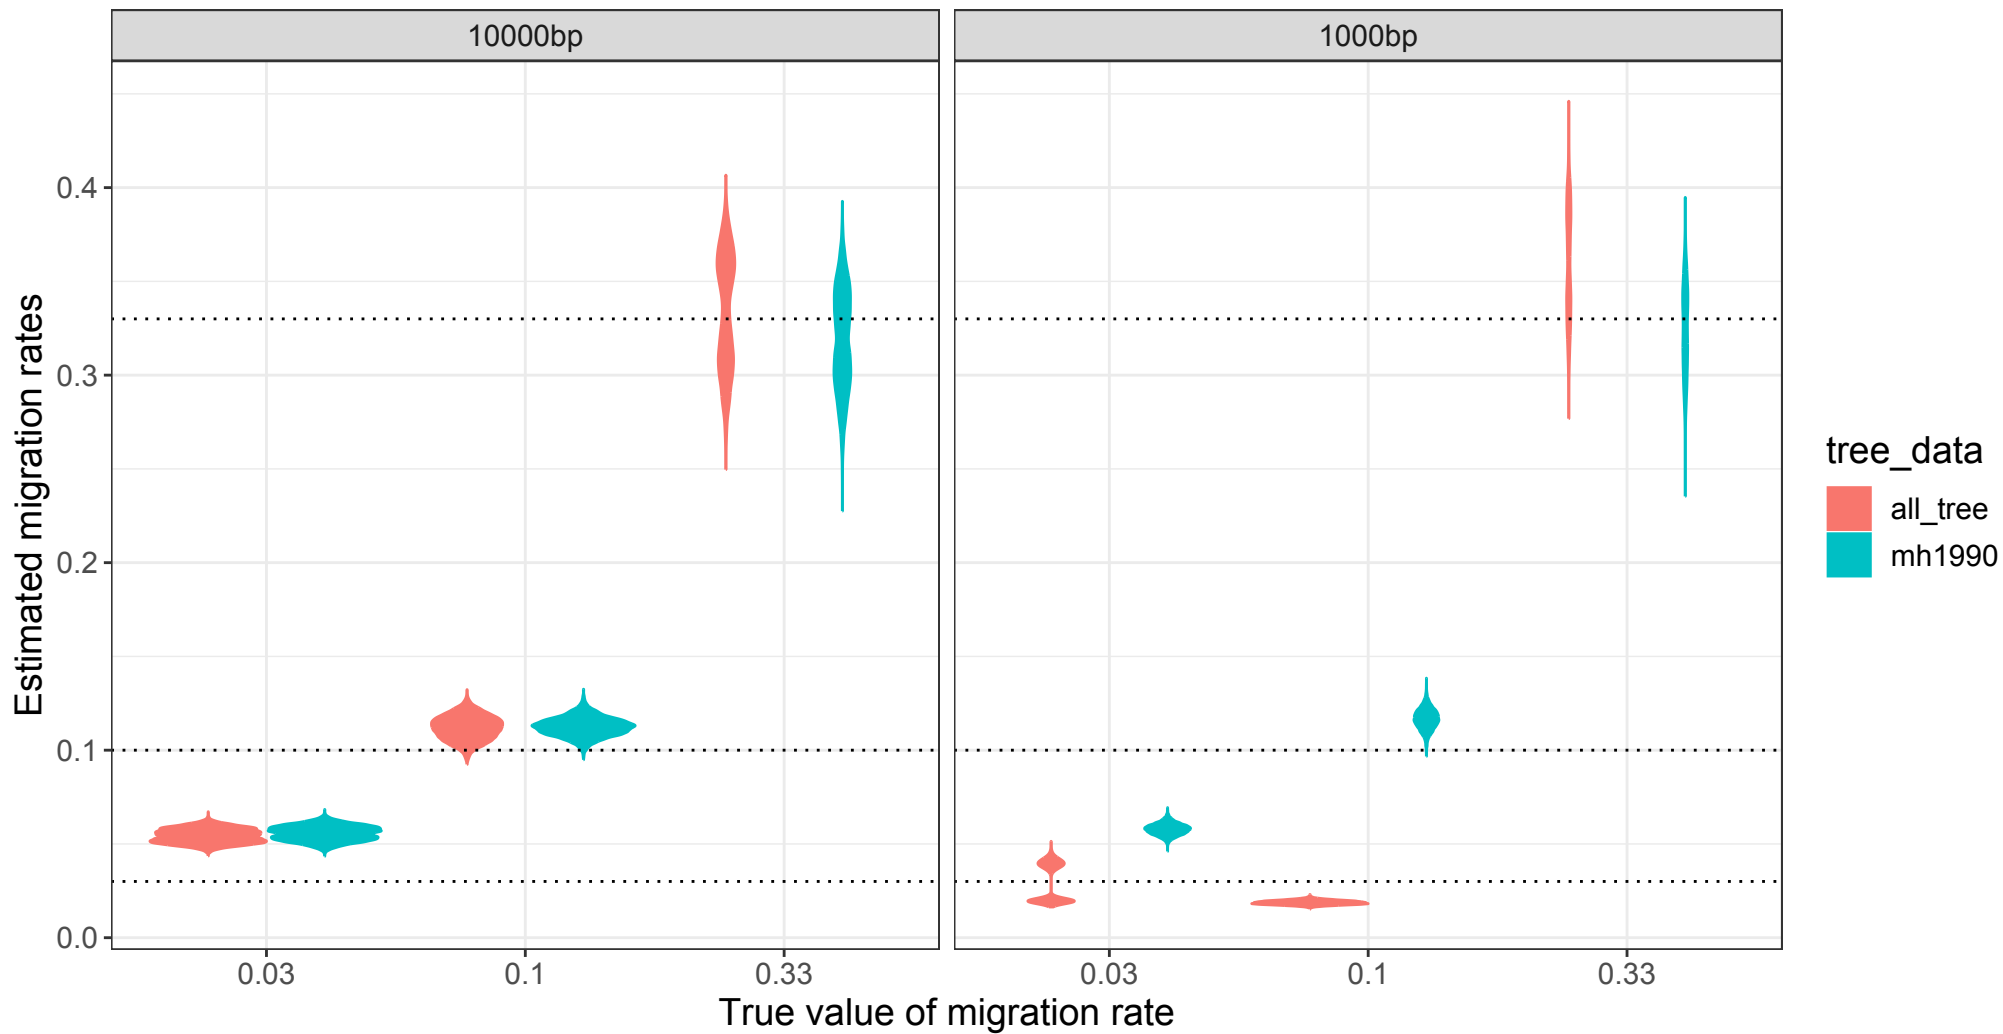 10000bp
1000bp
Estimated migration rates
0.4
0.3
0.2
0.1
0.0
0.03
0.1
0.33
0.03
0.1
0.33
True value of migration rate
tree_data
all_tree
mh1990